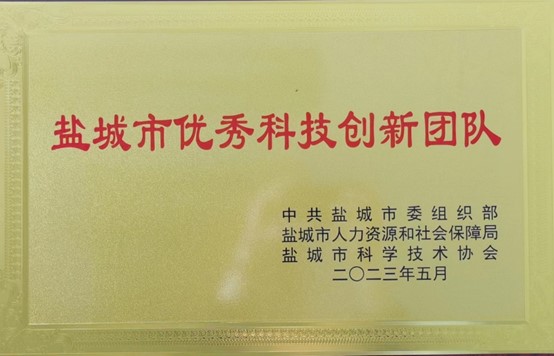 盐城市优秀科技创新团队
中共盐城市委组织部
盐城市人力资源和社会保障局
盐城市科学技术协会
二〇二三年五月